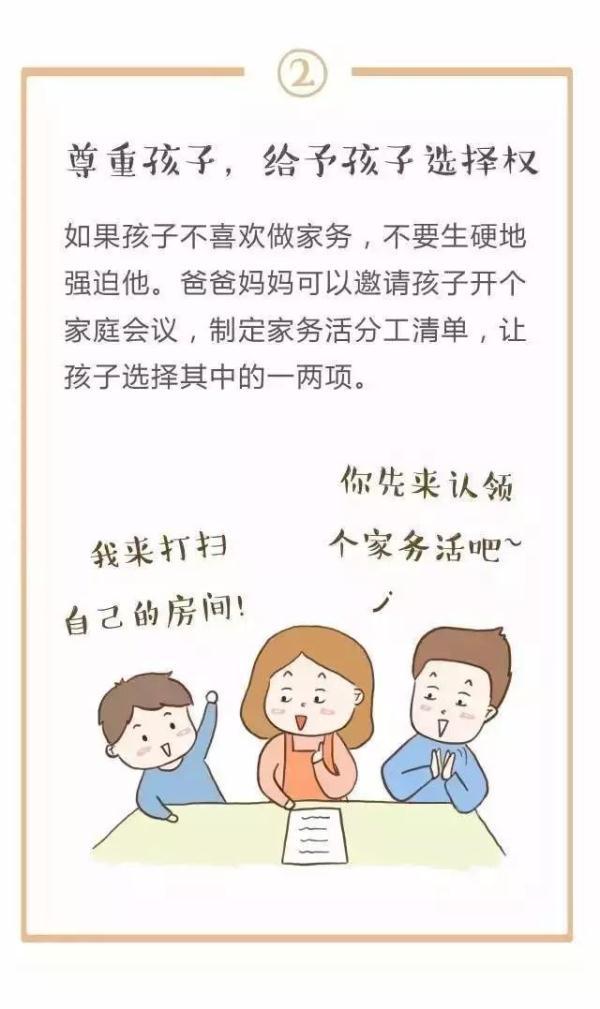 ②
尊重孩子，给予孩子选择权
如果孩子不喜欢做家务，不要生硬地
强迫他。爸爸妈妈可以邀请孩子开个
家庭会议，制定家务活分工清单，让
孩子选择其中的一两项。
你先来认领
个家务活吧~
我来打扫
自己的房间！